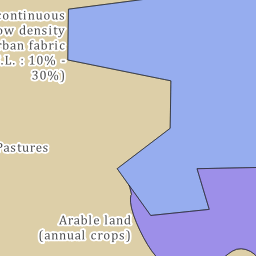 continuous
ow density
rban fabric
.L. : 10% -
30%)
Pastures
Arable land
(annual crops)